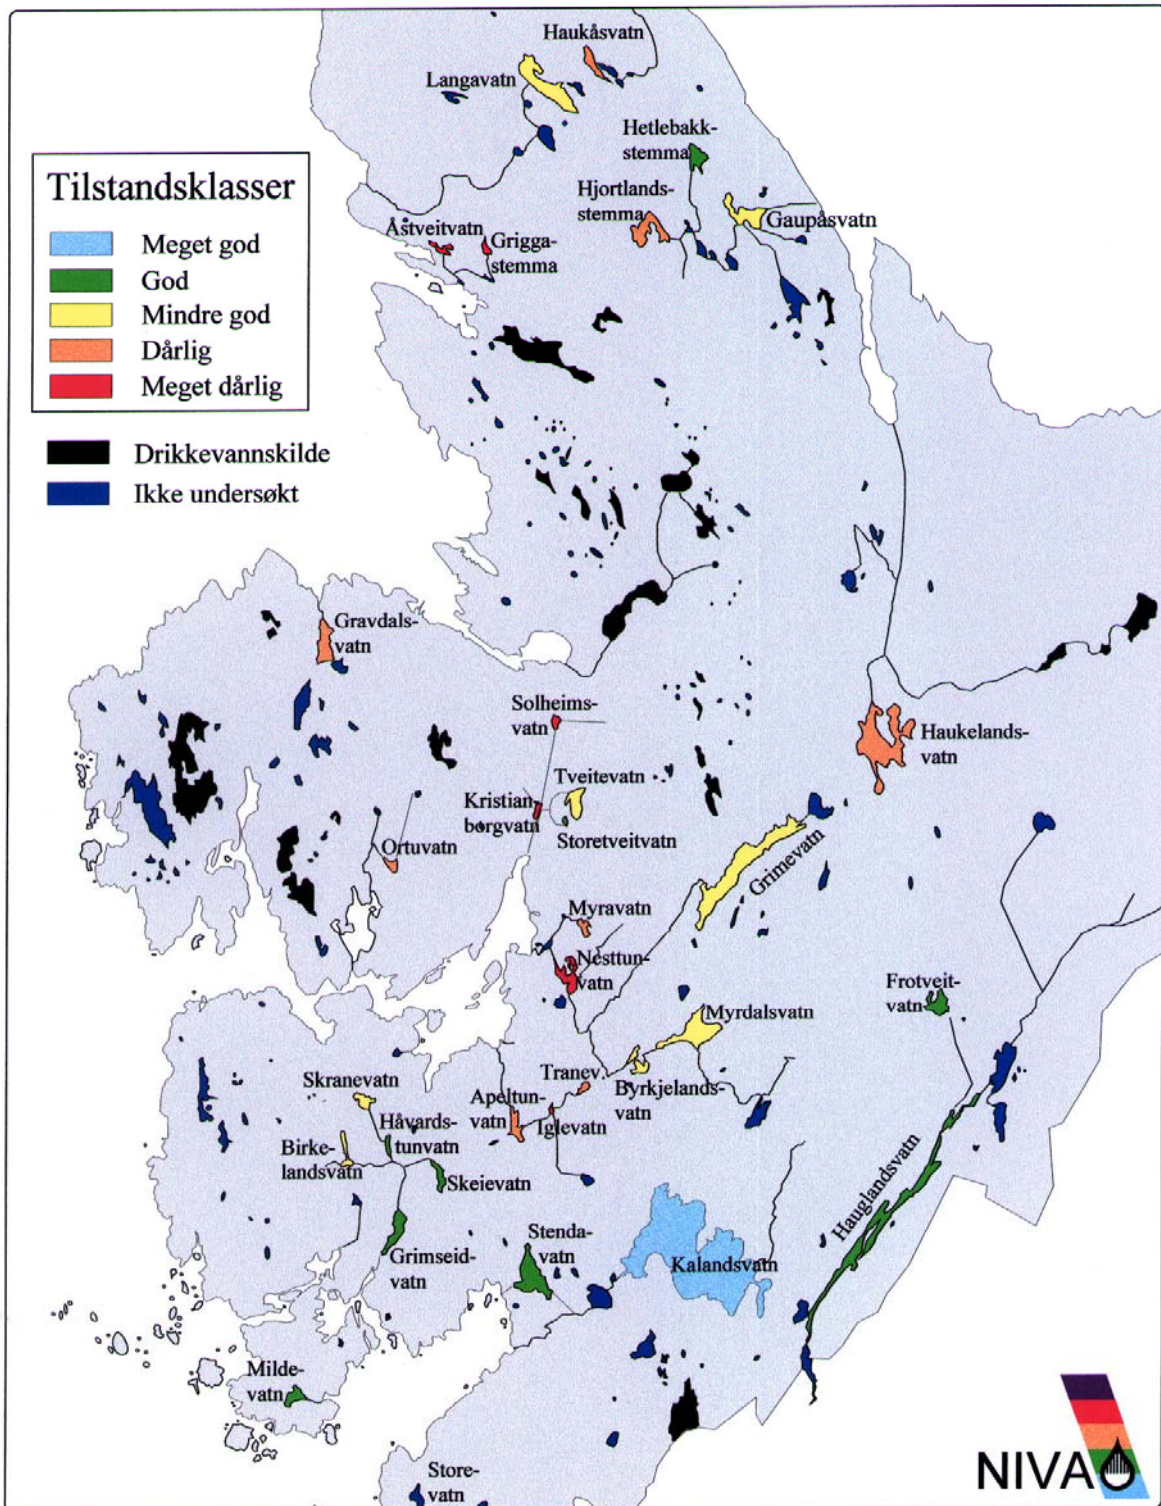 Haukåsvatn
Langavatn
Hetlebakk-
stemma
Tilstandsklasser
Meget god
God
Mindre god
Dårlig
Meget dårlig
Drikkevannskilde
Ikke undersøkt
Hjortlands-
stemma
Gaupåsvatn
Åstveitvatn
Grigga-
stemma
Gravdals-
vatn
Solheims-
vatn
Haukelands-
vatn
Tveitevatn
Kristian-
borgvatn
Storetveitvatn
Ortuvatn
Grimevatn
Myravatn
Nesttun-
vatn
Frotveit-
vatn
Myrdalsvatn
Skranevatn
Tranev.
Byrkjelands-
vatn
Apeltun-
vatn
Iglevatn
Håvards-
tunvatn
Birke-
landsvatn
Skeievatn
Hauglandsvatn
Stenda-
vatn
Grimseid-
vatn
Kalandsvatn
Milde-
vatn
Store-
vatn
NIVA